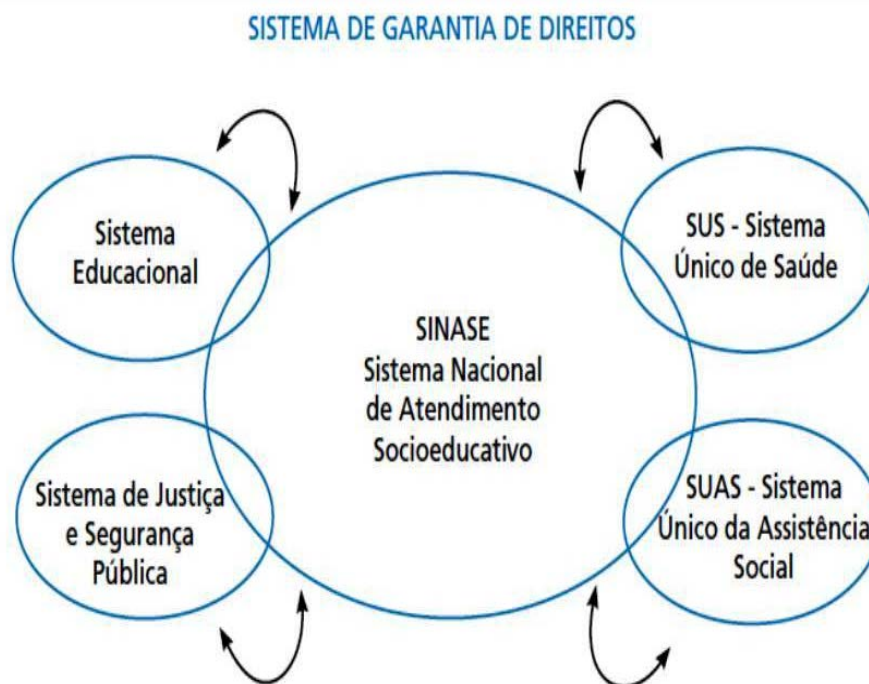 SISTEMA DE GARANTIA DE DIREITOS
Sistema
Educacional
SUS - Sistema
Único de Saúde
SINASE
Sistema Nacional
de Atendimento
Socioeducativo
Sistema de Justiça
e Segurança
Pública
SUAS - Sistema
Único da Assistência
Social